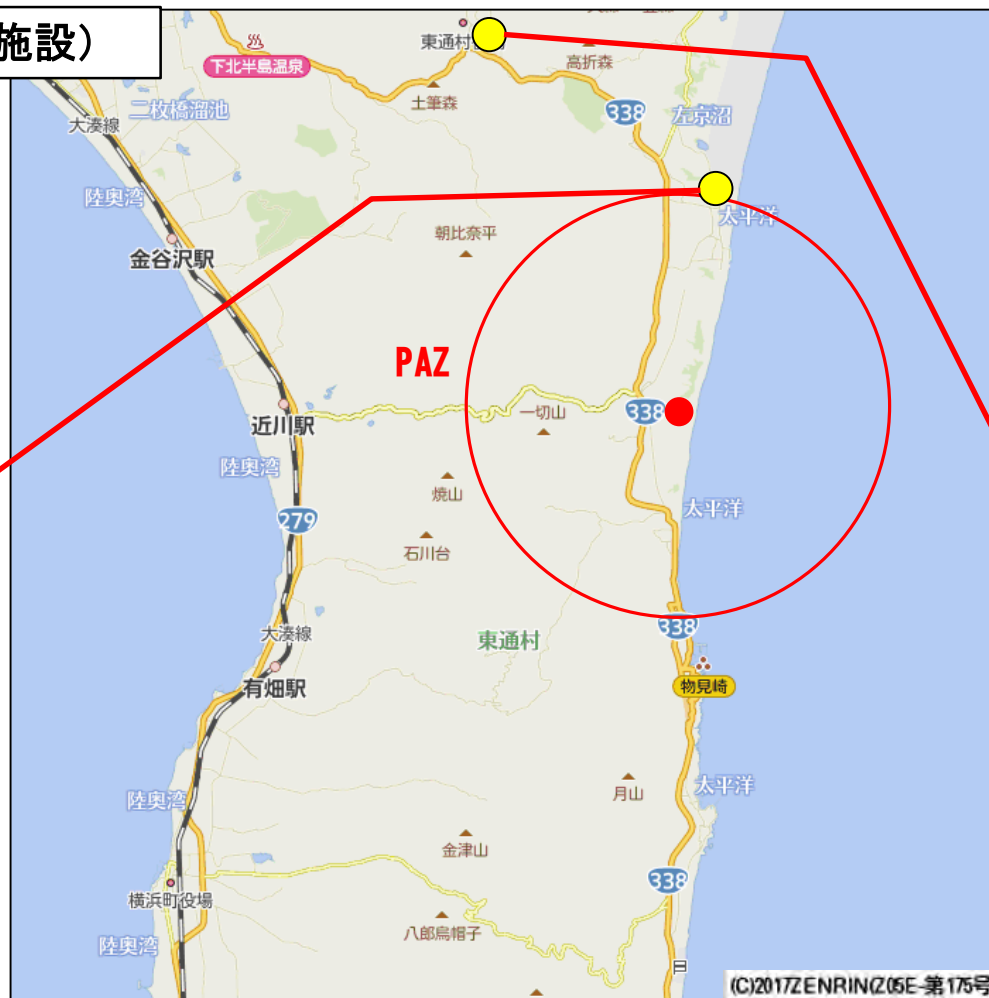 施設）
東通村
高折森
下北半島温泉
土筆森
338
左京沼
二枚橋溜池
大湊線
陸奥湾
太平洋
朝比奈平
金谷沢駅
PAZ
一切山
338
近川駅
陸奥湾
焼山
太平洋
279
石川台
大湊線
東通村
338
有畑駅
物見崎
太平洋
月山
陸奥湾
金津山
338
横浜町役場
八郎烏帽子
陸奥湾
(C)2017ZENRIN(Z05E-第175号